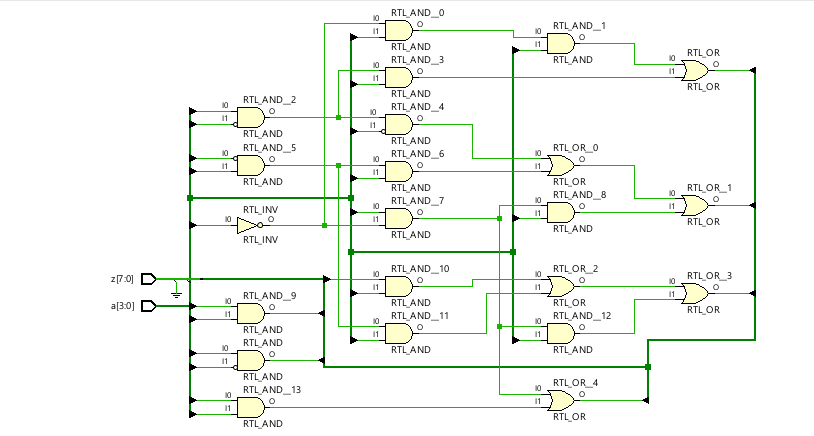 RTL_AND__0
I0
O
I1
RTL_AND
RTL_AND__1
I0
O
I1
RTL_AND
RTL_OR
I0
O
I1
RTL_OR
RTL_AND__3
I0
O
I1
RTL_AND
RTL_AND__2
I0
O
I1
RTL_AND
RTL_AND__4
I0
O
I1
RTL_AND
RTL_AND__5
I0
O
I1
RTL_AND
RTL_AND__6
I0
O
I1
RTL_AND
RTL_OR__0
I0
O
I1
RTL_OR
RTL_AND__7
I0
O
I1
RTL_AND
RTL_AND__8
I0
O
I1
RTL_AND
RTL_OR__1
I0
O
I1
RTL_OR
RTL_INV
I0
O
RTL_INV
z[7:0]
a[3:0]
RTL_AND__10
I0
O
I1
RTL_AND
RTL_OR__2
I0
O
I1
RTL_OR
RTL_OR__3
I0
O
I1
RTL_OR
RTL_AND__9
I0
O
I1
RTL_AND
RTL_AND__11
I0
O
I1
RTL_AND
RTL_AND__12
I0
O
I1
RTL_AND
RTL_AND
I0
O
I1
RTL_AND
RTL_AND__13
I0
O
I1
RTL_AND
RTL_OR__4
I0
O
I1
RTL_OR